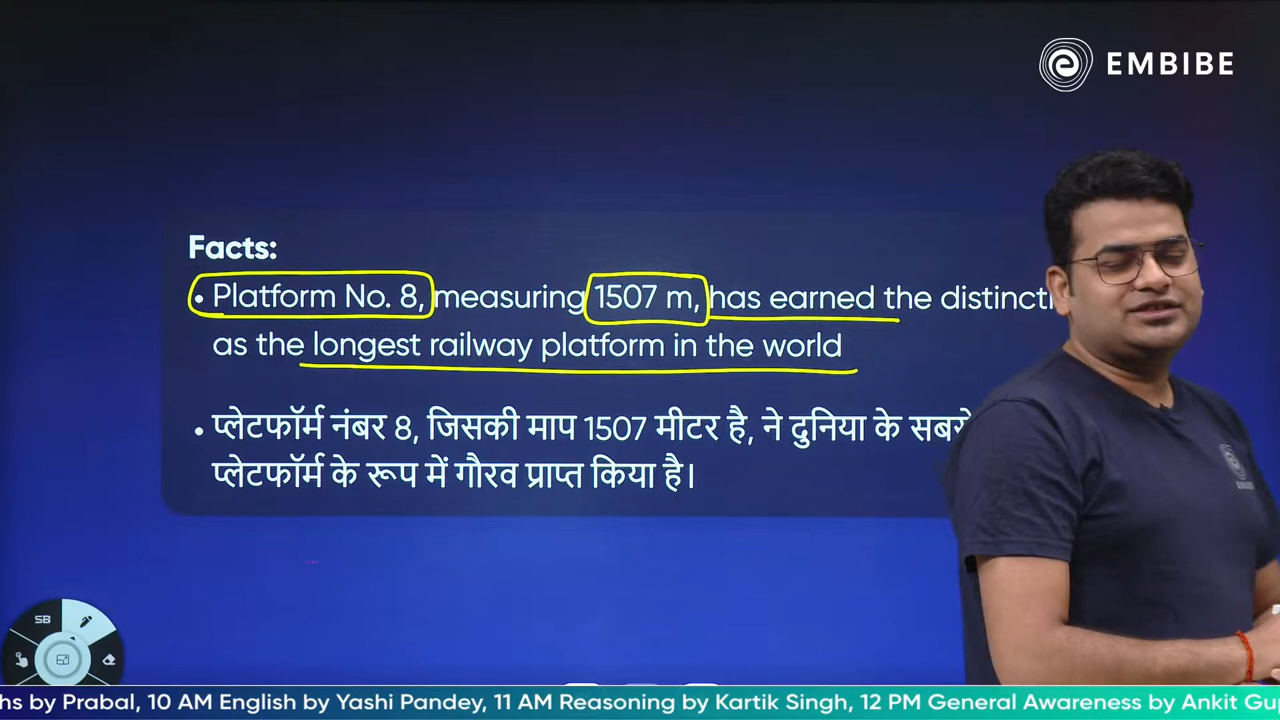 EMBIBE
Facts:
• Platform No. 8, measuring 1507 m, has earned the distincti
as the longest railway platform in the world
• प्लेटफॉर्म नंबर 8, जिसकी माप 1507 मीटर है, ने दुनिया के सबसे
प्लेटफॉर्म के रूप में गौरव प्राप्त किया है।
SB
hs by Prabal, 10 AM English by Yashi Pandey, 11 AM Reasoning by Kartik Singh, 12 PM General Awareness by Ankit Gu